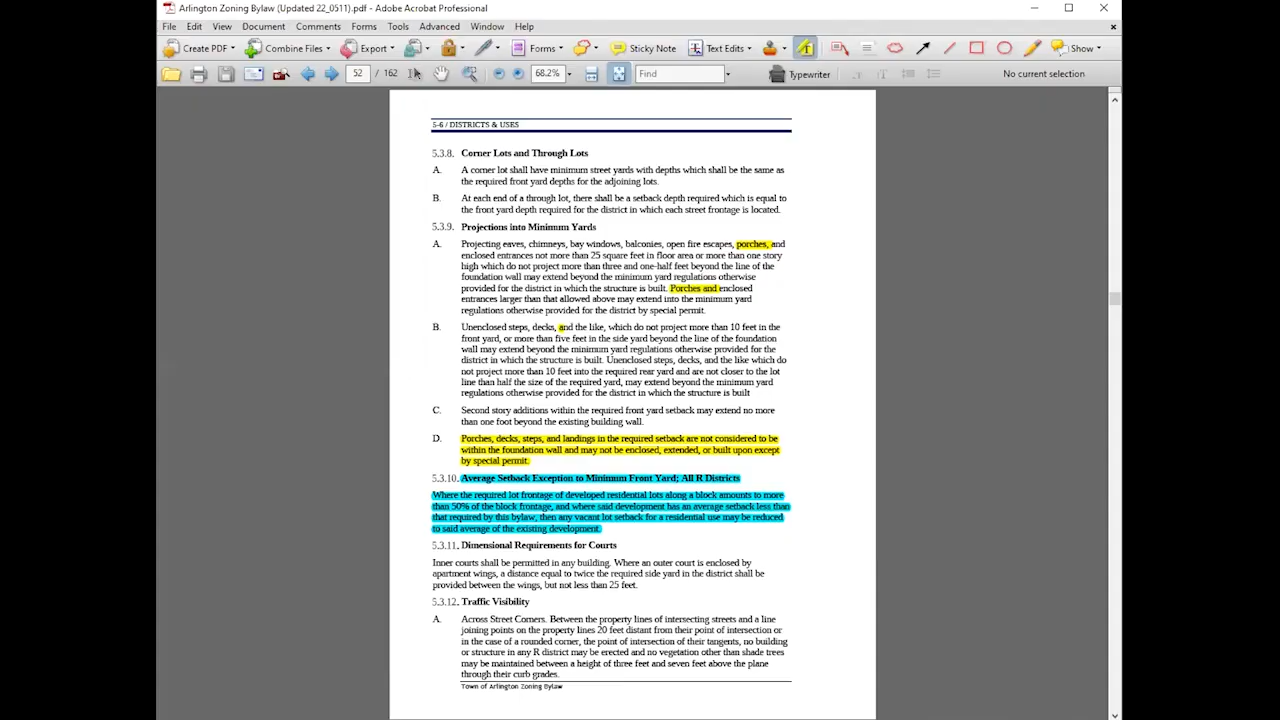 Arlington Zoning Bylaw (Updated 22_0511).pdf - Adobe Acrobat Professional
File Edit View Document Comments Forms Tools Advanced Window Help
Create PDF Combine Files Export Forms Sticky Note Text Edits Show
52 / 162 68.2% Find Typewriter No current selection
5-6 / DISTRICTS & USES
5.3.8. Corner Lots and Through Lots
A. A corner lot shall have minimum street yards with depths which shall be the same as
the required front yard depths for the adjoining lots.
B. At each end of a through lot, there shall be a setback depth required which is equal to
the front yard depth required for the district in which each street frontage is located.
5.3.9. Projections into Minimum Yards
A. Projecting eaves, chimneys, bay windows, balconies, open fire escapes, porches, and
enclosed entrances not more than 25 square feet in floor area or more than one story
high which do not project more than three and one-half feet beyond the line of the
foundation wall may extend beyond the minimum yard regulations otherwise
provided for the district in which the structure is built. Porches and enclosed
entrances larger than that allowed above may extend into the minimum yard
regulations otherwise provided for the district by special permit.
B. Unenclosed steps, decks, and the like, which do not project more than 10 feet in the
front yard, or more than five feet in the side yard beyond the line of the foundation
wall may extend beyond the minimum yard regulations otherwise provided for the
district in which the structure is built. Unenclosed steps, decks, and the like which do
not project more than 10 feet into the required rear yard and are not closer to the lot
line than half the size of the required yard, may extend beyond the minimum yard
regulations otherwise provided for the district in which the structure is built
C. Second story additions within the required front yard setback may extend no more
than one foot beyond the existing building wall.
D. Porches, decks, steps, and landings in the required setback are not considered to be
within the foundation wall and may not be enclosed, extended, or built upon except
by special permit.
5.3.10. Average Setback Exception to Minimum Front Yard; All R Districts
Where the required lot frontage of developed residential lots along a block amounts to more
than 50% of the block frontage, and where said development has an average setback less than
that required by this bylaw, then any vacant lot setback for a residential use may be reduced
to said average of the existing development.
5.3.11. Dimensional Requirements for Courts
Inner courts shall be permitted in any building. Where an outer court is enclosed by
apartment wings, a distance equal to twice the required side yard in the district shall be
provided between the wings, but not less than 25 feet.
5.3.12. Traffic Visibility
A. Across Street Corners. Between the property lines of intersecting streets and a line
joining points on the property lines 20 feet distant from their point of intersection or
in the case of a rounded corner, the point of intersection of their tangents, no building
or structure in any R district may be erected and no vegetation other than shade trees
may be maintained between a height of three feet and seven feet above the plane
through their curb grades.
Town of Arlington Zoning Bylaw